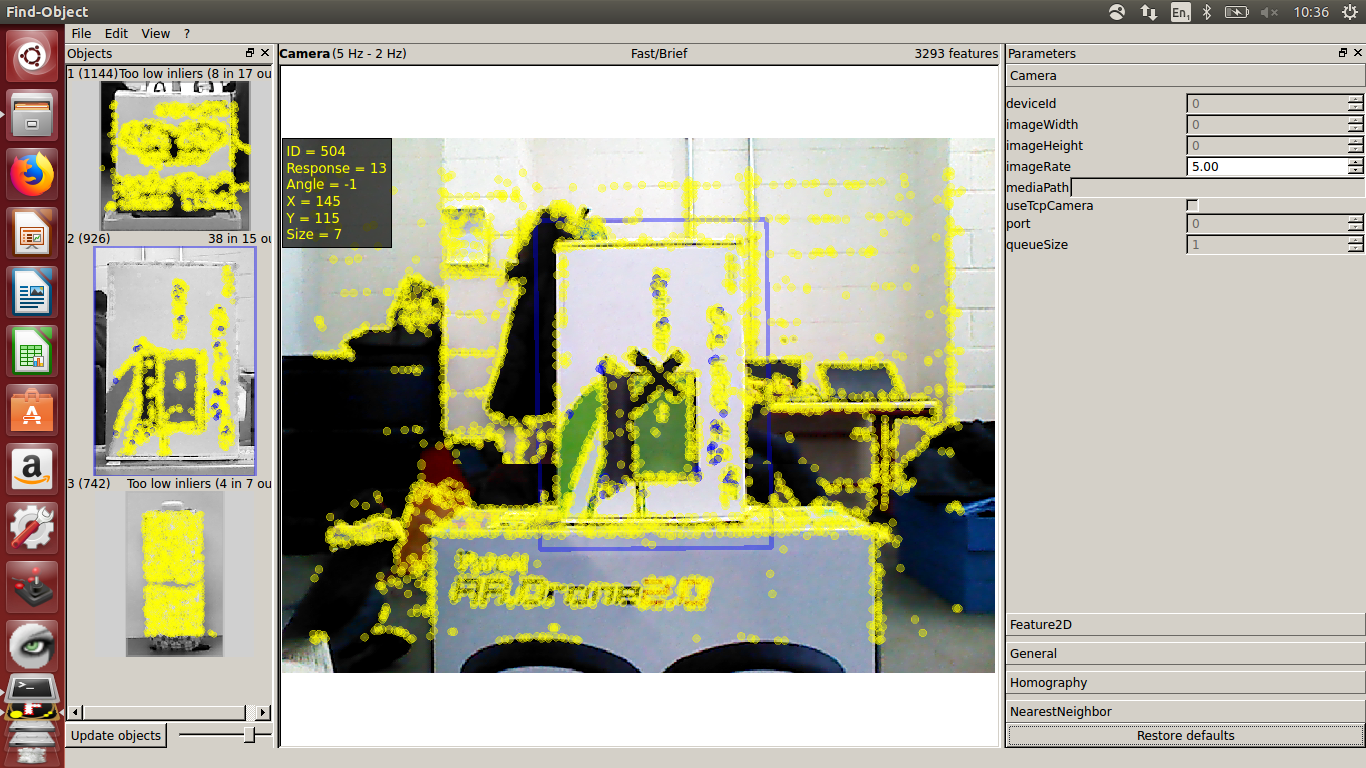 Find-Object
En1
10:36
File Edit View ?
Objects
1 (1144)Too low inliers (8 in 17 ou
2 (926) 38 in 15 ou
3 (742) Too low inliers (4 in 7 ou
Update objects
Camera (5 Hz - 2 Hz) Fast/Brief 3293 features
ID = 504
Response = 13
Angle = -1
X = 145
Y = 115
Size = 7
AR.Drone 2.0
Parameters
Camera
deviceId 0
imageWidth 0
imageHeight 0
imageRate 5.00
mediaPath
useTcpCamera
port 0
queueSize 1
Feature2D
General
Homography
NearestNeighbor
Restore defaults